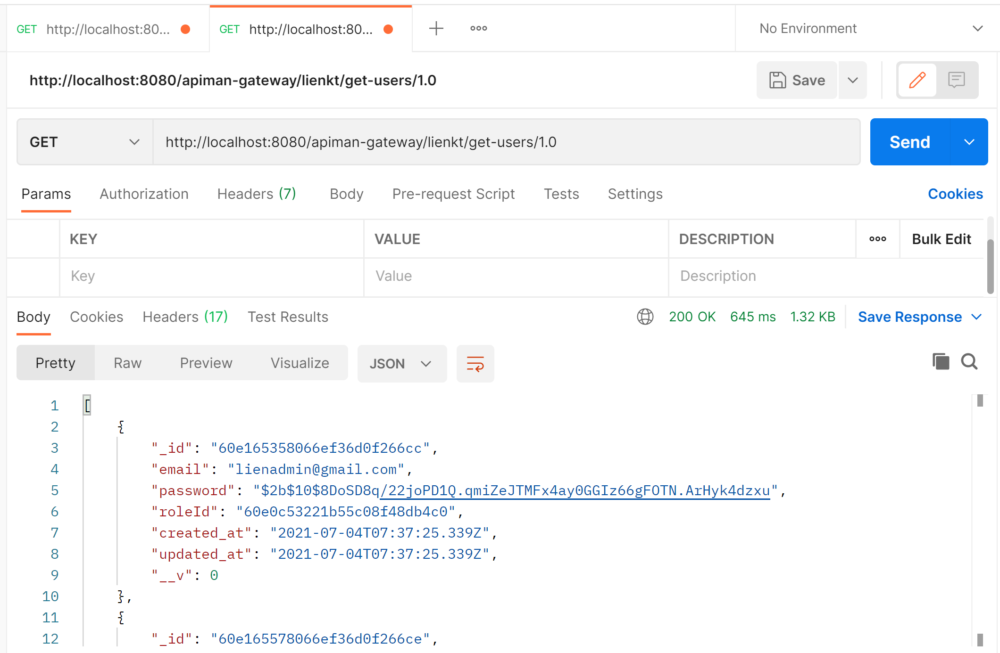 GET http://localhost:80...
GET http://localhost:80...
No Environment
http://localhost:8080/apiman-gateway/lienkt/get-users/1.0
Save
GET
http://localhost:8080/apiman-gateway/lienkt/get-users/1.0
Send
Params Authorization Headers (7) Body Pre-request Script Tests Settings Cookies
KEY VALUE DESCRIPTION Bulk Edit
Key Value Description
Body Cookies Headers (17) Test Results 200 OK 645 ms 1.32 KB Save Response
Pretty Raw Preview Visualize JSON
1 [
2 {
3 "_id": "60e165358066ef36d0f266cc",
4 "email": "lienadmin@gmail.com",
5 "password": "$2b$10$8DoSD8q/22joPD1Q.qmiZeJTMFx4ay0GGIz66gFOTN.ArHyk4dzxu",
6 "roleId": "60e0c53221b55c08f48db4c0",
7 "created_at": "2021-07-04T07:37:25.339Z",
8 "updated_at": "2021-07-04T07:37:25.339Z",
9 "__v": 0
10 },
11 {
12 "_id": "60e165578066ef36d0f266ce",